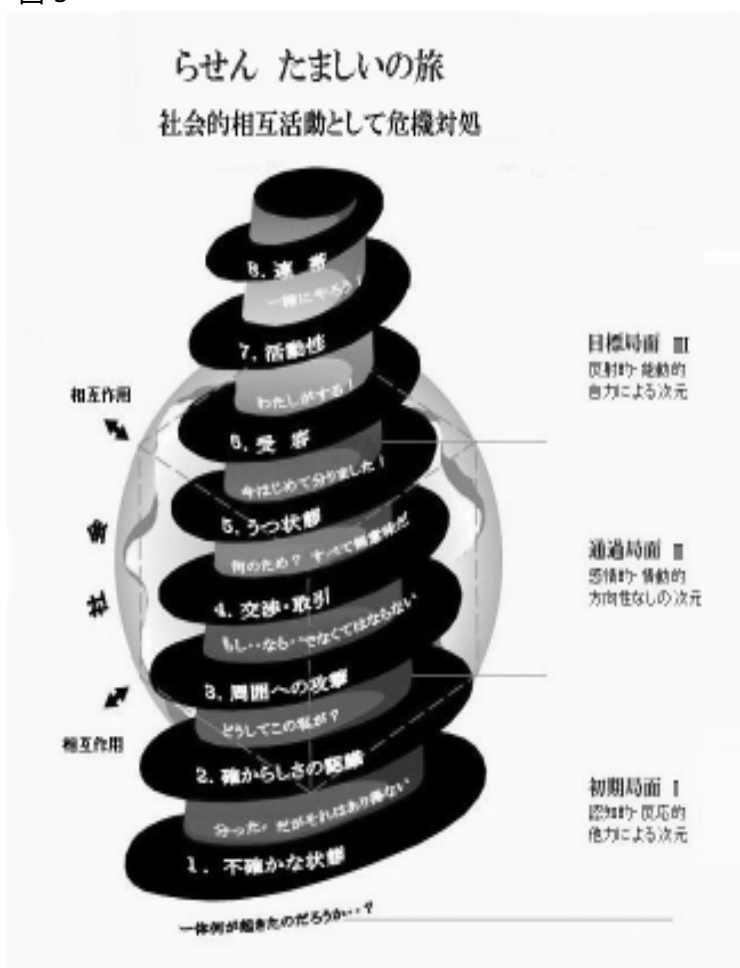 図
らせん たましいの旅
社会的相互活動として危機対処
8. 連 帯
一緒にやろう!
7. 活動性
わたしがする!
6. 受 容
今はじめて分りました!
5. うつ状態
何のため? すべて無意味だ
4. 交渉・取引
もし‥なら‥でなくてはならない
3. 周囲への攻撃
どうしてこの私が?
2. 確からしさの認識
分った, だがそれはあり得ない
1. 不確かな状態
一体何が起きたのだろうか‥?
相互作用
社 会
相互作用
目標局面 III
反射的・能動的
自力による次元
通過局面 II
感情的・情動的
方向性なしの次元
初期局面 I
認知的・反応的
他力による次元